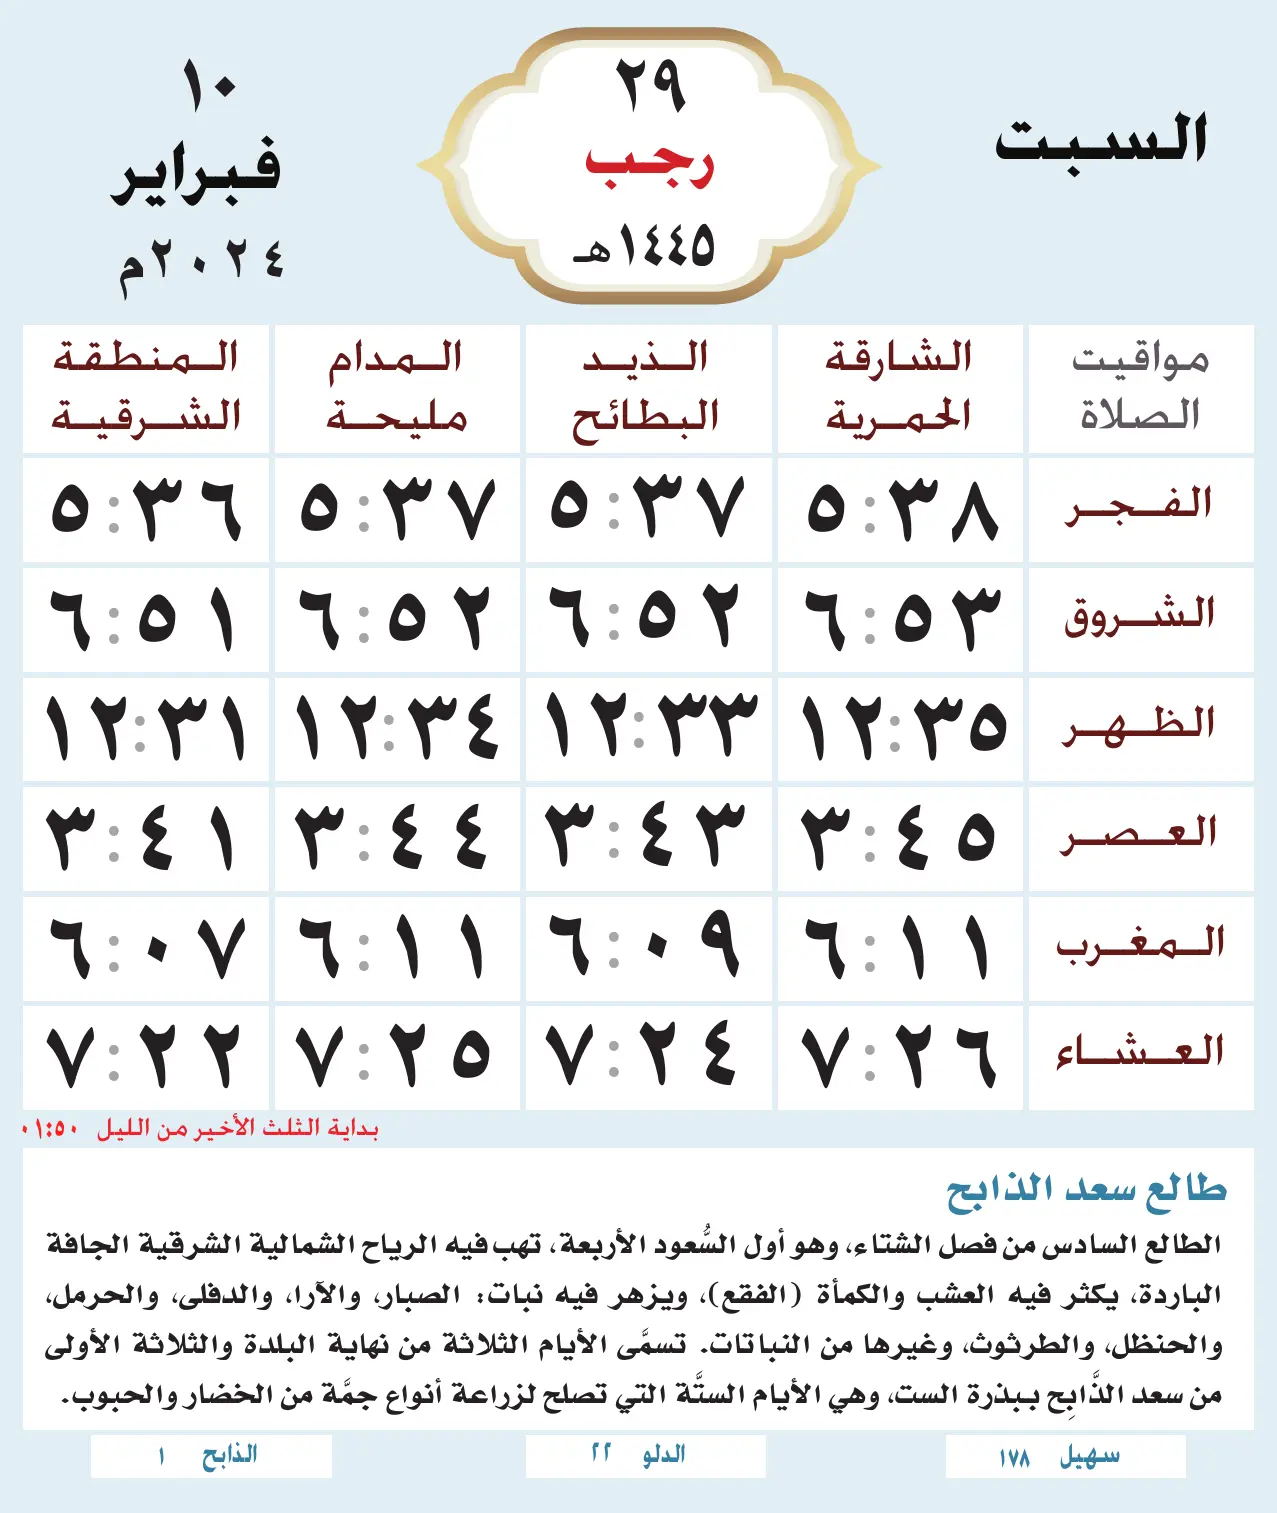 السبت
٢٩
رجب
١٤٤٥هـ
١٠
فبراير
٢٠٢٤م
مواقيت الصلاة	الشارقة الحمرية	الذيد البطائح	المدام مليحة	المنطقة الشرقية
الفجر	٥:٣٨	٥:٣٧	٥:٣٧	٥:٣٦
الشروق	٦:٥٣	٦:٥٢	٦:٥٢	٦:٥١
الظهر	١٢:٣٥	١٢:٣٣	١٢:٣٤	١٢:٣١
العصر	٣:٤٥	٣:٤٣	٣:٤٤	٣:٤١
المغرب	٦:١١	٦:٠٩	٦:١١	٦:٠٧
العشاء	٧:٢٦	٧:٢٤	٧:٢٥	٧:٢٢
بداية الثلث الأخير من الليل ٠١:٥٠
طالع سعد الذابح
الطالع السادس من فصل الشتاء، وهو أول السُّعود الأربعة، تهب فيه الرياح الشمالية الشرقية الجافة
الباردة، يكثر فيه العشب والكمأة (الفقع)، ويزهر فيه نبات: الصبار، والآرا، والدفلى، والحرمل،
والحنظل، والطرثوث، وغيرها من النباتات. تسمَّى الأيام الثلاثة من نهاية البلدة والثلاثة الأولى
من سعد الذَّابِح ببذرة الست، وهي الأيام الستَّة التي تصلح لزراعة أنواع جمَّة من الخضار والحبوب.
سهيل ١٧٨
الدلو ٢٢
الذابح ١